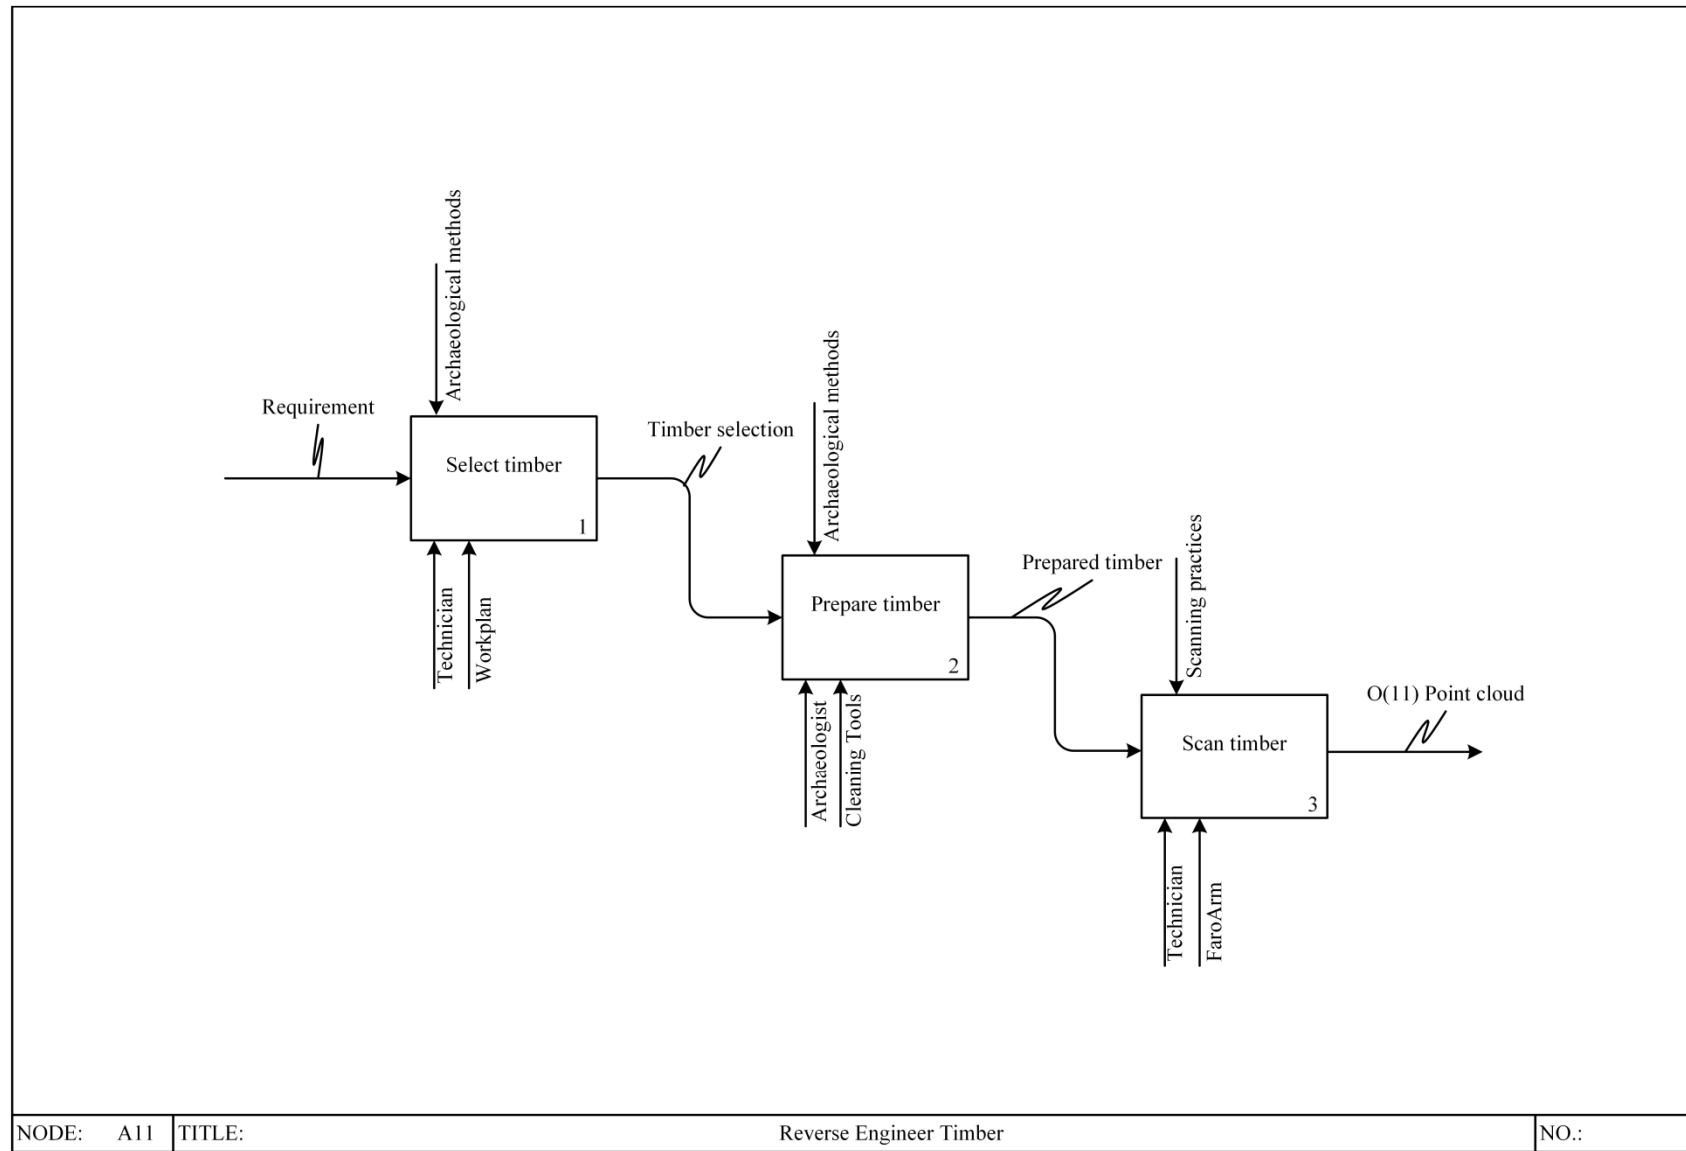 Archaeological methods
Requirement
Select timber
1
Technician
Workplan
Timber selection
Archaeological methods
Prepare timber
2
Archaeologist
Cleaning Tools
Prepared timber
Scanning practices
Scan timber
3
Technician
FaroArm
O(11) Point cloud
NODE: A11
TITLE: Reverse Engineer Timber
NO.: